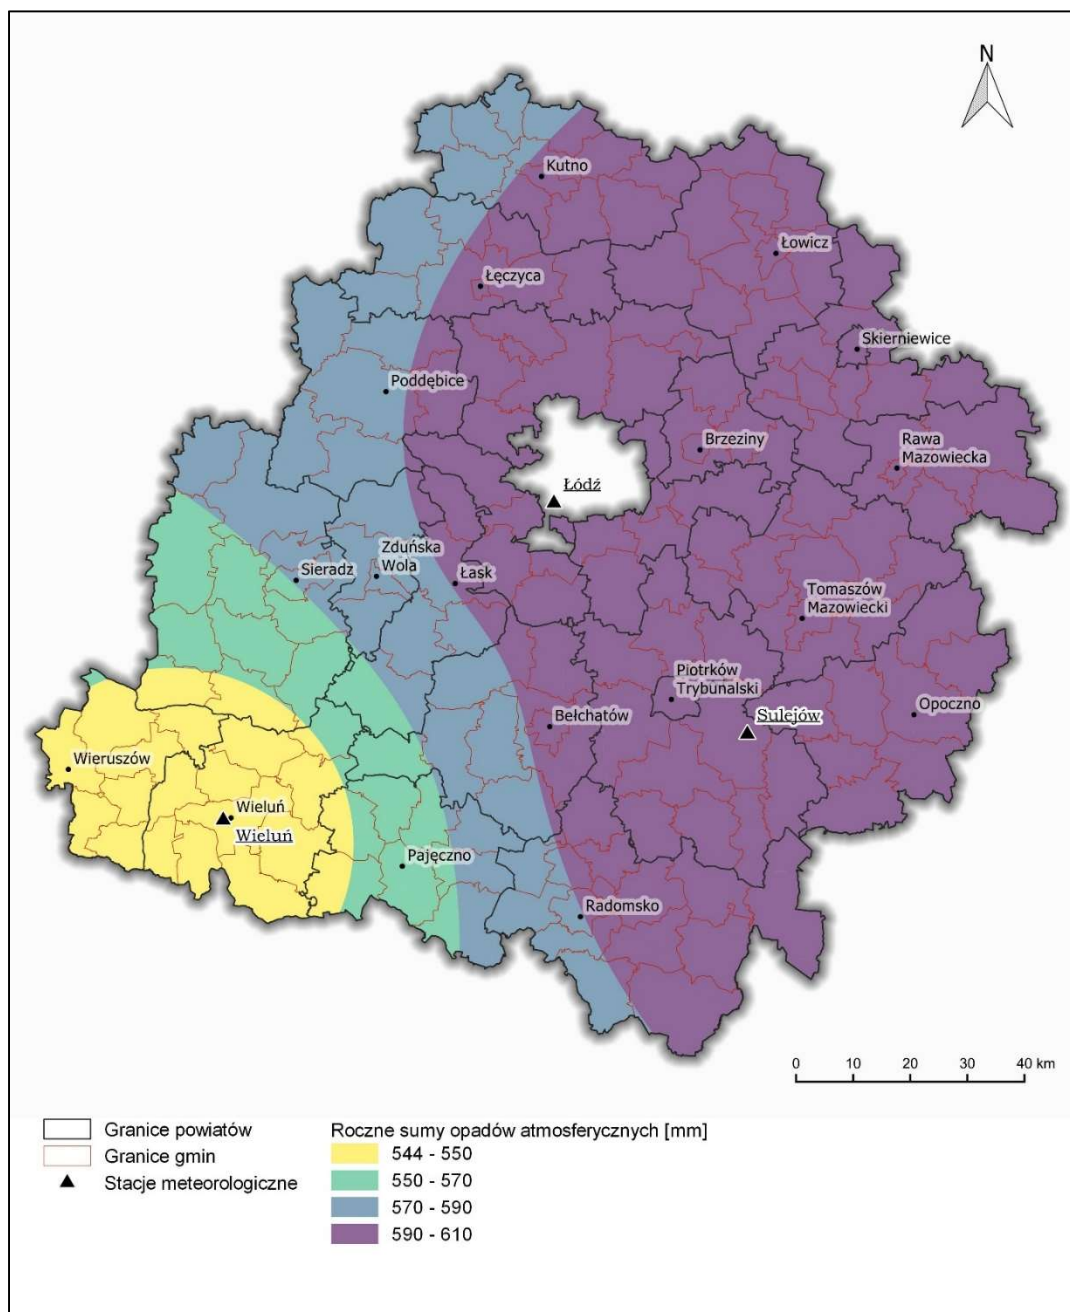 N
Kutno
Łowicz
Łęczyca
Skierniewice
Poddębice
Brzeziny
Rawa
Mazowiecka
Łódź
Zduńska
Wola
Sieradz
Łask
Tomaszów
Mazowiecki
Piotrków
Trybunalski
Opoczno
Bełchatów
Sulejów
Wieruszów
Wieluń
Wieluń
Pajęczno
Radomsko
0 10 20 30 40 km
Granice powiatów
Granice gmin
Stacje meteorologiczne
Roczne sumy opadów atmosferycznych [mm]
544 - 550
550 - 570
570 - 590
590 - 610